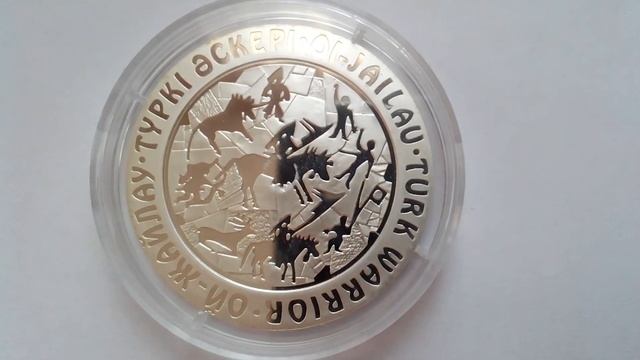 ОЙ-ЖАЙЛАУ·ТҮРКІ ӘСКЕРІ·OI-JAILAU·TURK WARRIOR·